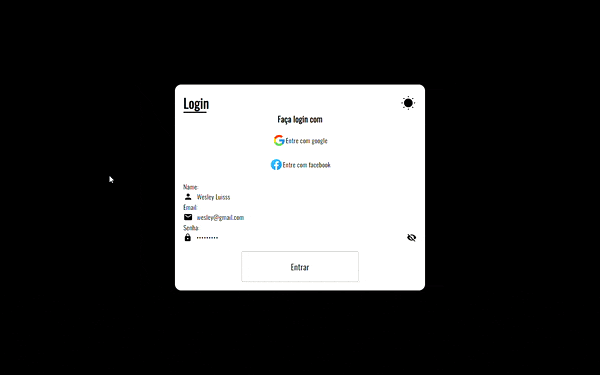 Login
Faça login com
Entre com google
Entre com facebook
Name:
Wesley Luisss
Email:
wesley@gmail.com
Senha:
•••••••••
Entrar